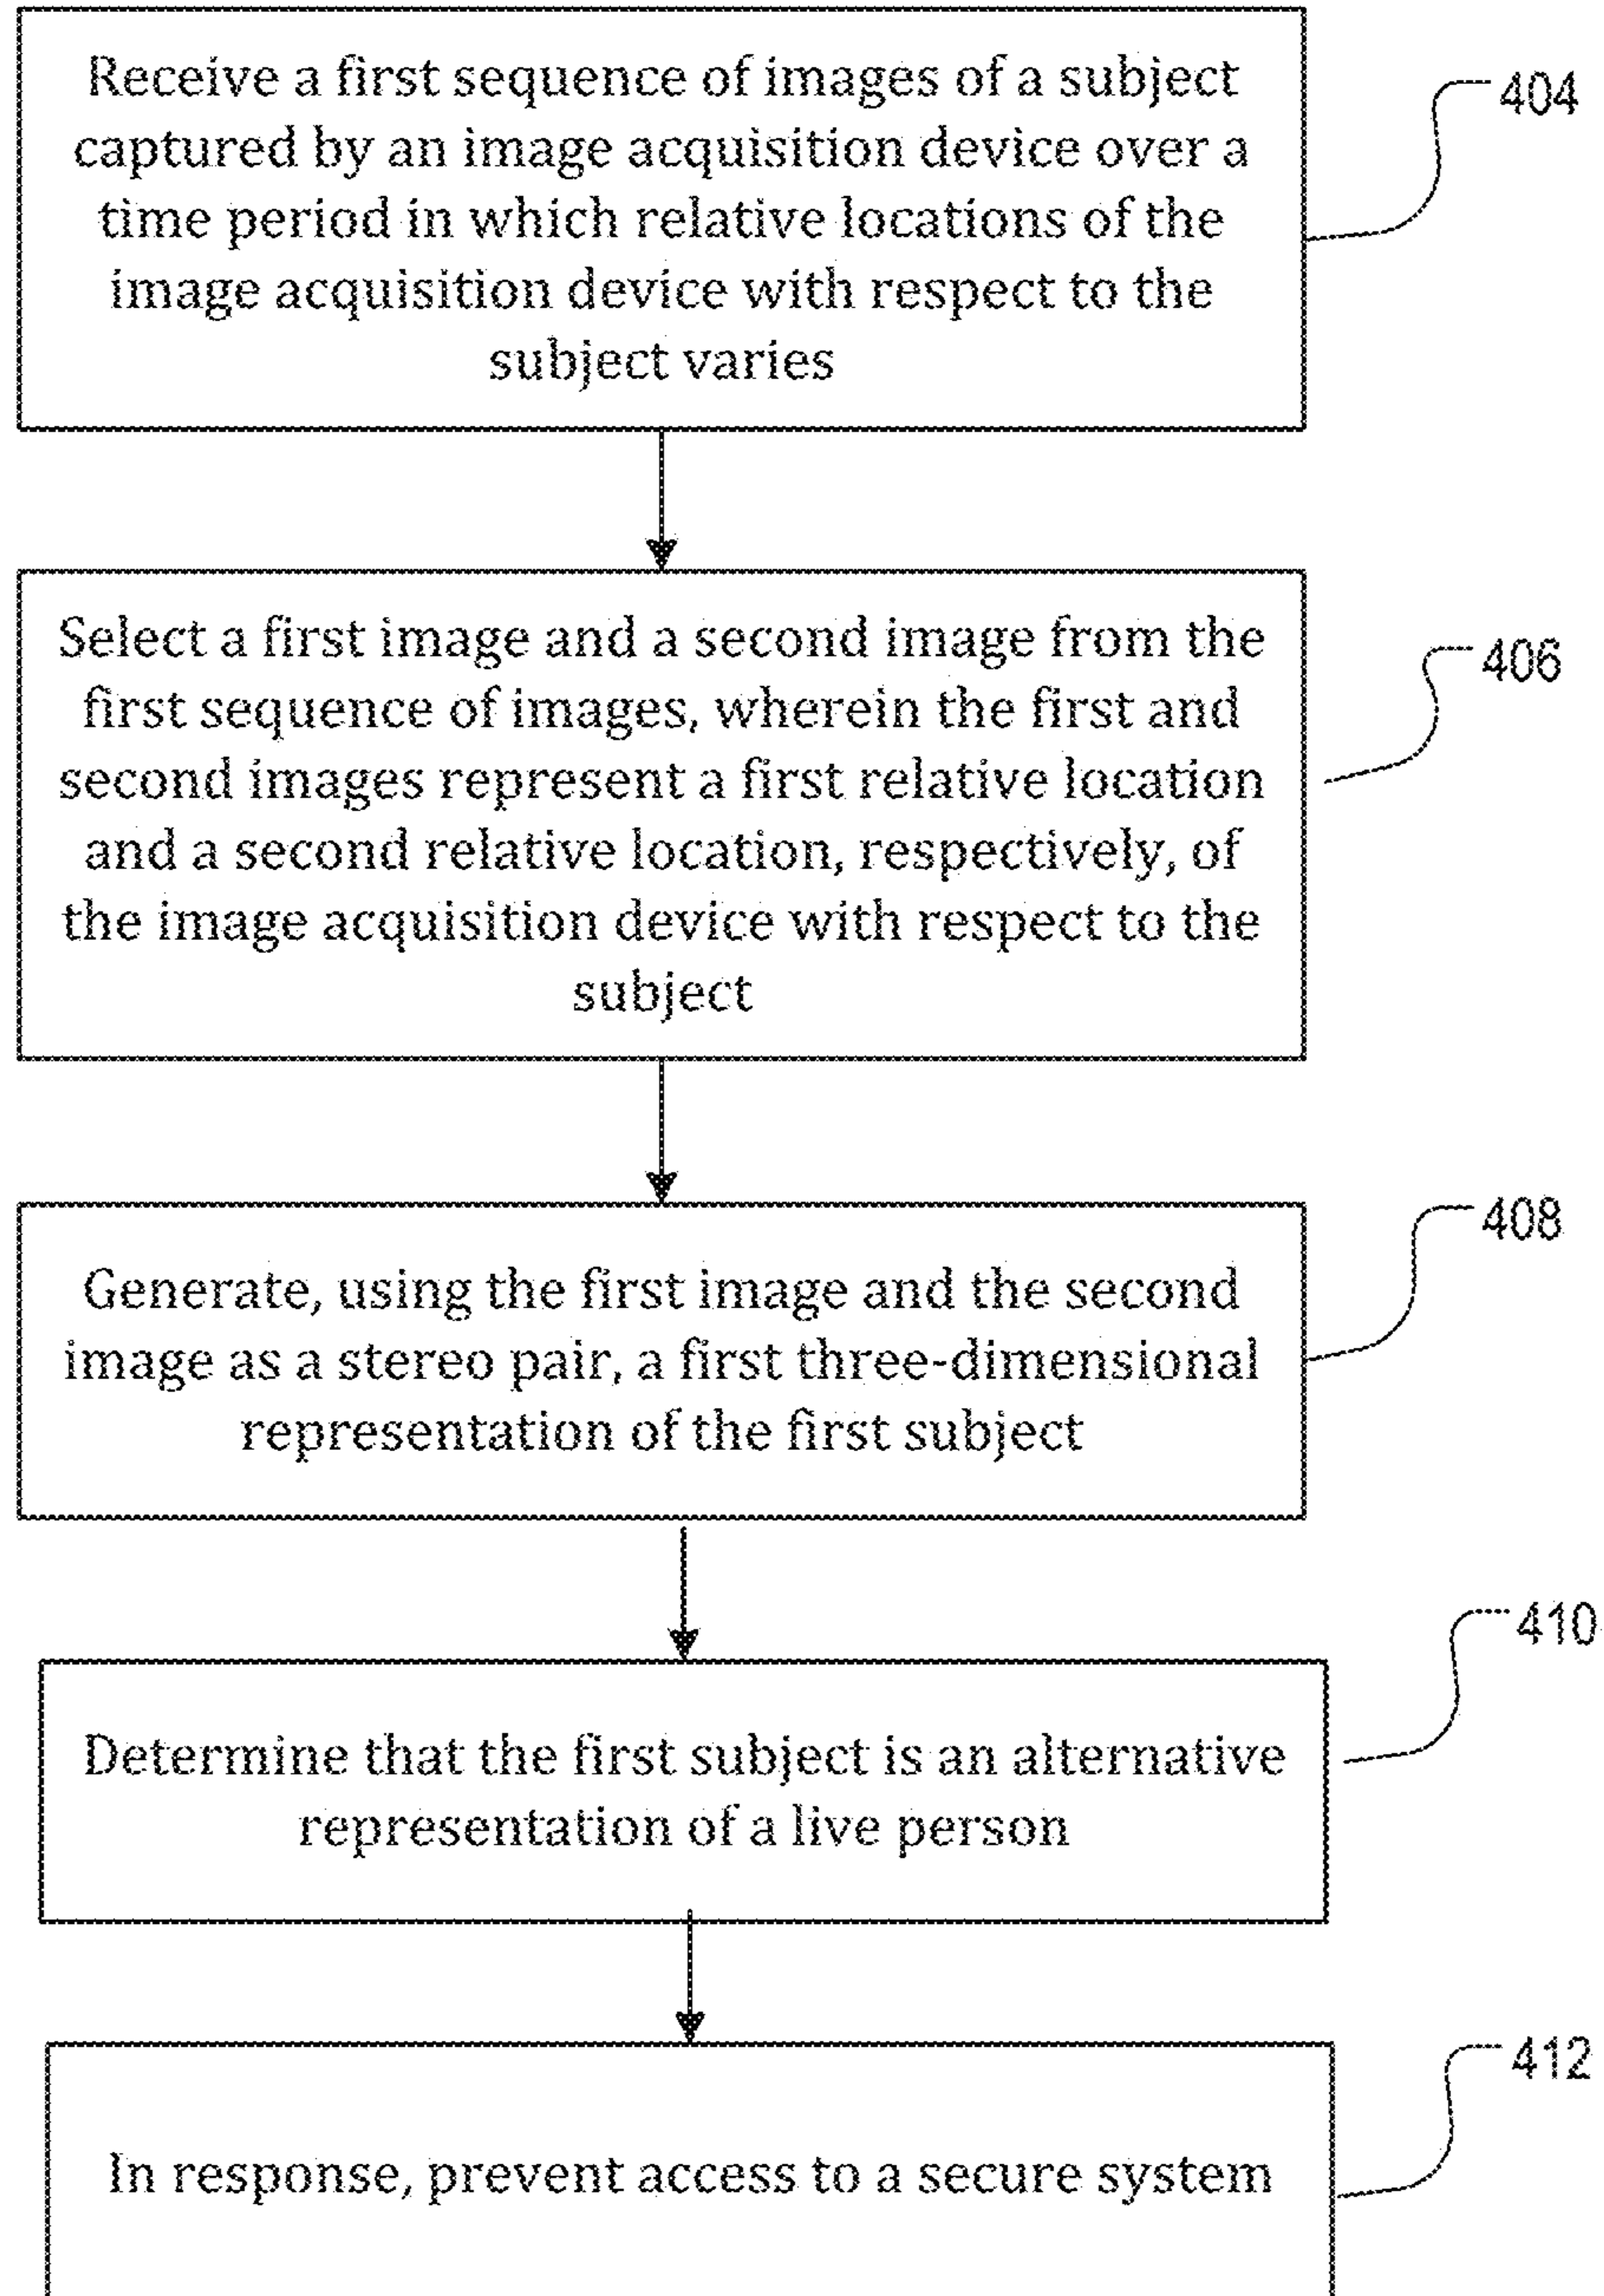 Receive a first sequence of images of a subject
captured by an image acquisition device over a
time period in which relative locations of the
image acquisition device with respect to the
subject varies
404
Select a first image and a second image from the
first sequence of images, wherein the first and
second images represent a first relative location
and a second relative location, respectively, of
the image acquisition device with respect to the
subject
406
Generate, using the first image and the second
image as a stereo pair, a first three-dimensional
representation of the first subject
408
Determine that the first subject is an alternative
representation of a live person
410
In response, prevent access to a secure system
412